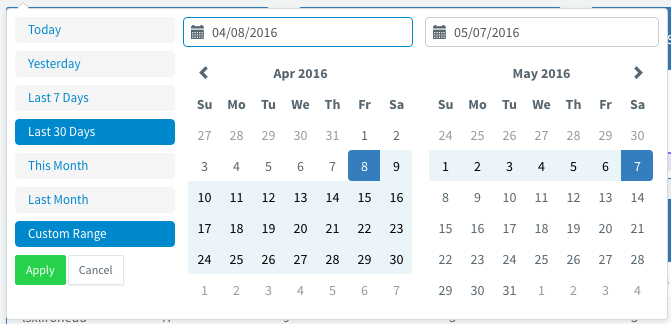 Today
Yesterday
Last 7 Days
Last 30 Days
This Month
Last Month
Custom Range
Apply Cancel
04/08/2016
Apr 2016
Su Mo Tu We Th Fr Sa
27 28 29 30 31 1 2
3 4 5 6 7 8 9
10 11 12 13 14 15 16
17 18 19 20 21 22 23
24 25 26 27 28 29 30
1 2 3 4 5 6 7
05/07/2016
May 2016
Su Mo Tu We Th Fr Sa
24 25 26 27 28 29 30
1 2 3 4 5 6 7
8 9 10 11 12 13 14
15 16 17 18 19 20 21
22 23 24 25 26 27 28
29 30 31 1 2 3 4